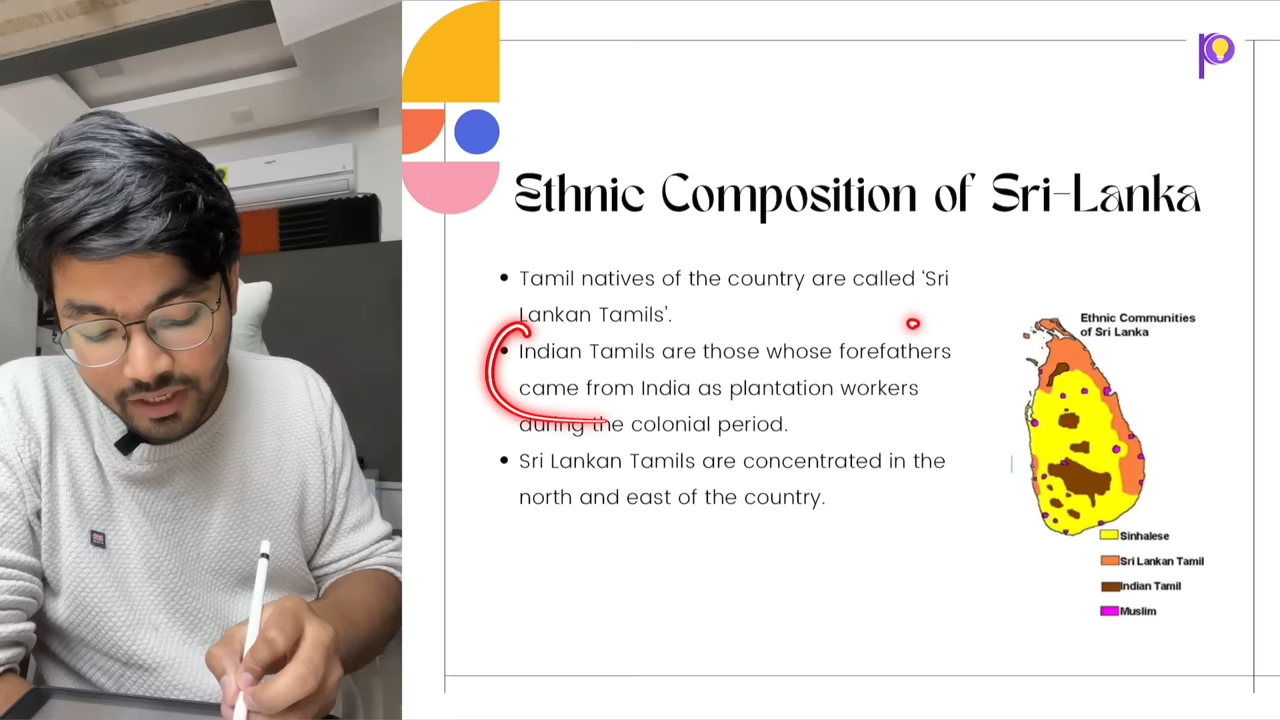 Ethnic Composition of Sri-Lanka
• Tamil natives of the country are called 'Sri
Lankan Tamils'.
• Indian Tamils are those whose forefathers
came from India as plantation workers
during the colonial period.
• Sri Lankan Tamils are concentrated in the
north and east of the country.
Ethnic Communities
of Sri Lanka
Sinhalese
Sri Lankan Tamil
Indian Tamil
Muslim